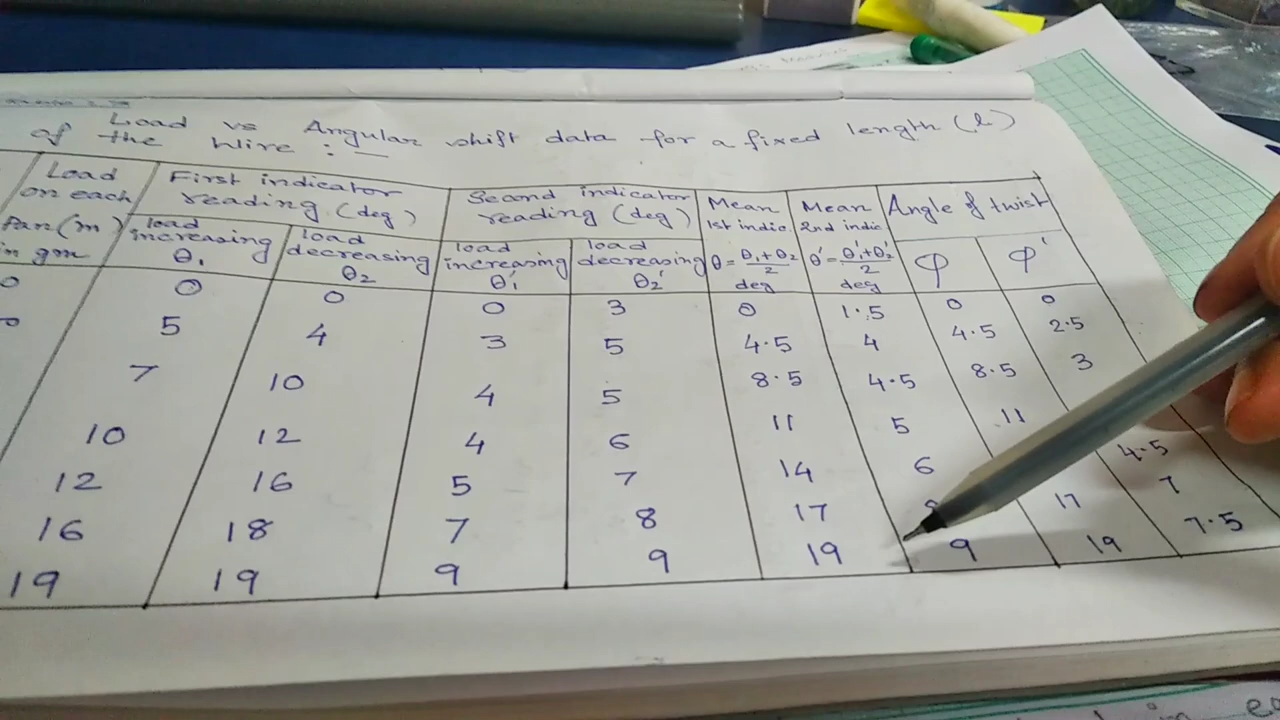 Load vs Angular shift data for a fixed length (l)
of the Wire : —
Load on each Pan (m) in gm
First indicator reading (deg)
Second indicator reading (deg)
Mean 1st indic. θ = θ₁ + θ₂ / 2 deg
Mean 2nd indic θ' = θ₁' + θ₂' / 2 deg
Angle of twist
load increasing θ₁
load decreasing θ₂
load increasing θ₁'
load decreasing θ₂'
φ
φ'
0 0 0 0 3 0 1.5 0 0
0 5 4 3 5 4.5 4 4.5 2.5
7 10 4 5 8.5 4.5 8.5 3
10 12 4 6 11 5 11
12 16 5 7 14 6 4.5
16 18 7 8 17 17 7
19 19 9 9 19 9 19 7.5